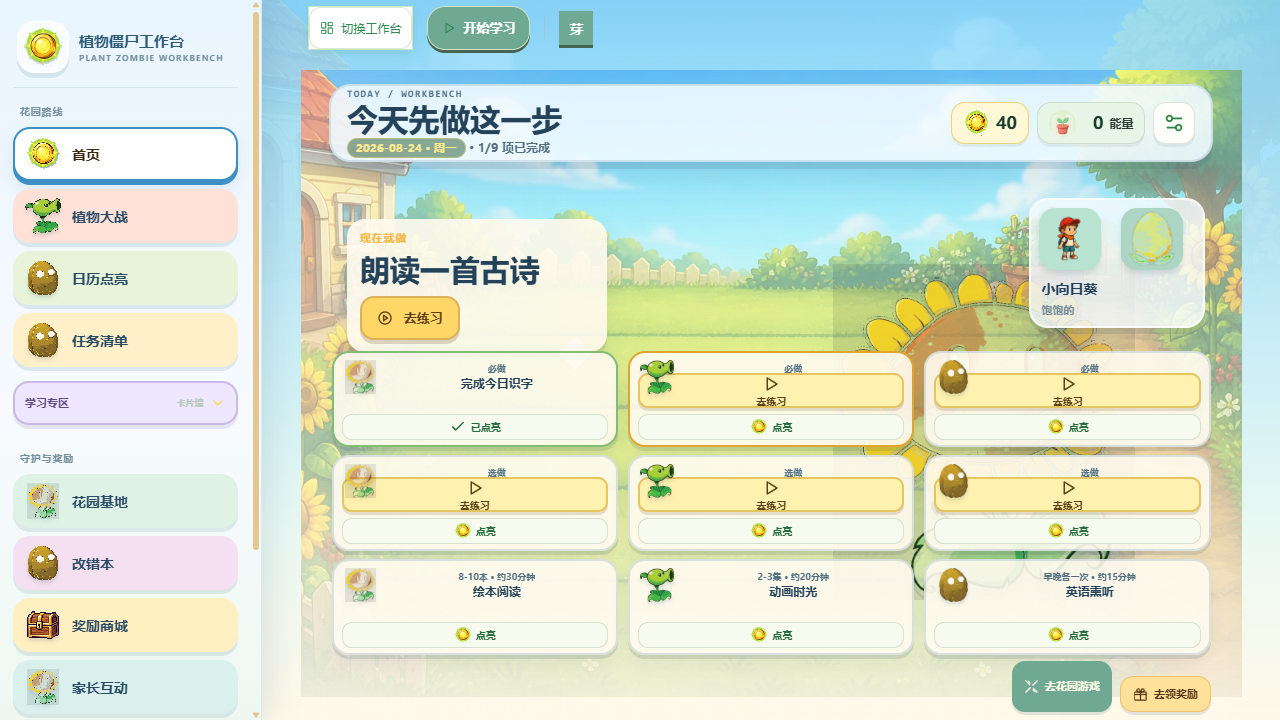 植物僵尸工作台
PLANT ZOMBIE WORKBENCH
花园路线
首页
植物大战
日历点亮
任务清单
学习专区
卡片篇
守护与奖励
花园基地
改错本
奖励商城
家长互动
切换工作台
开始学习
芽
TODAY / WORKBENCH
今天先做这一步
2026-08-24 • 周一 • 1/9 项已完成
40
0 能量
现在就做
朗读一首古诗
去练习
小向日葵
饱饱的
必做
完成今日识字
已点亮
必做
去练习
点亮
必做
去练习
点亮
选做
去练习
点亮
选做
去练习
点亮
选做
去练习
点亮
8-10本 • 约30分钟
绘本阅读
点亮
2-3集 • 约20分钟
动画时光
点亮
早晚各一次 • 约15分钟
英语熏听
点亮
去花园游戏
去领奖励